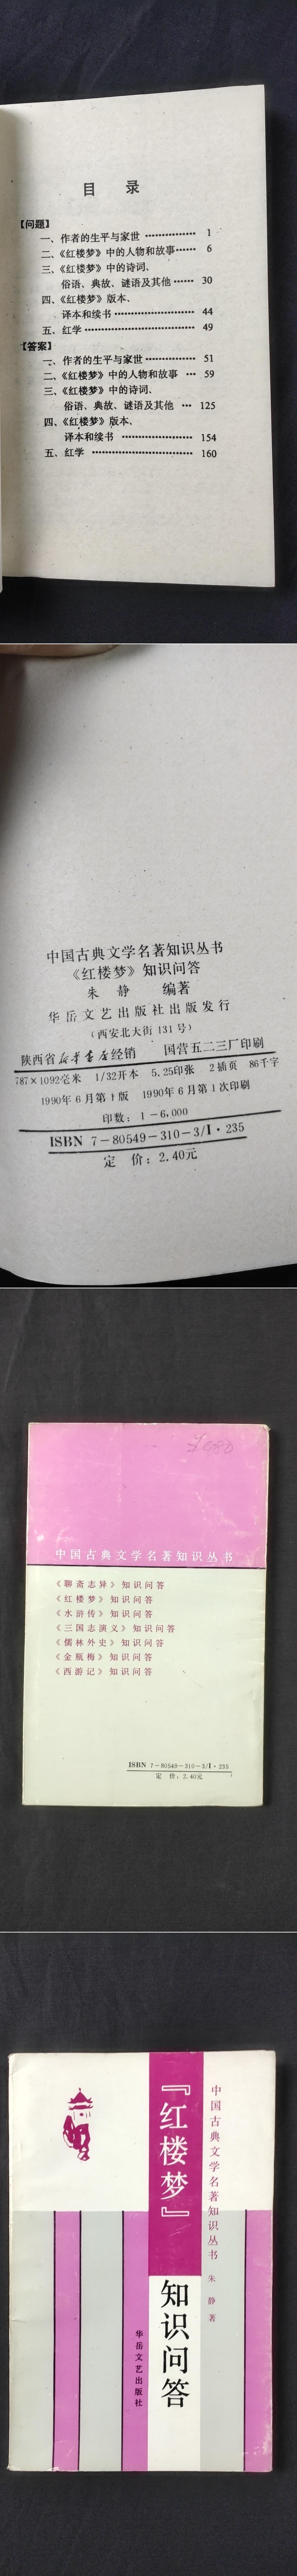 目 录
【问题】
一、作者的生平与家世 …………… 1
二、《红楼梦》中的人物和故事…… 6
三、《红楼梦》中的诗词、
俗语、典故、谜语及其他…… 30
四、《红楼梦》版本、
译本和续书 ……………………… 44
五、红学 …………………………… 49
【答案】
一、作者的生平与家世…………… 51
二、《红楼梦》中的人物和故事 … 59
三、《红楼梦》中的诗词、
俗语、典故、谜语及其他 … 125
四、《红楼梦》版本、
译本和续书 …………………… 154
五、红学 ………………………… 160
中国古典文学名著知识丛书
《红楼梦》知识问答
朱 静 编著
华岳文艺出版社出版发行
(西安北大街 131 号)
陕西省新华书店经销 国营五二三厂印刷
787×1092毫米 1/32开本 5.25印张 2插页 86千字
1990年 6月第 1 版 1990年 6月第 1次印刷
印数：1－6,000
ISBN 7－80549－310－3/I·235
定 价：2.40元
中国古典文学名著知识丛书
《聊斋志异》知识问答
《红楼梦》知识问答
《水浒传》知识问答
《三国志演义》知识问答
《儒林外史》知识问答
《金瓶梅》知识问答
《西游记》知识问答
ISBN 7－80549－310－3/I·235
定 价：2.40元
中国古典文学名著知识丛书
朱 静 著
『红楼梦』
知识问答
华岳文艺出版社